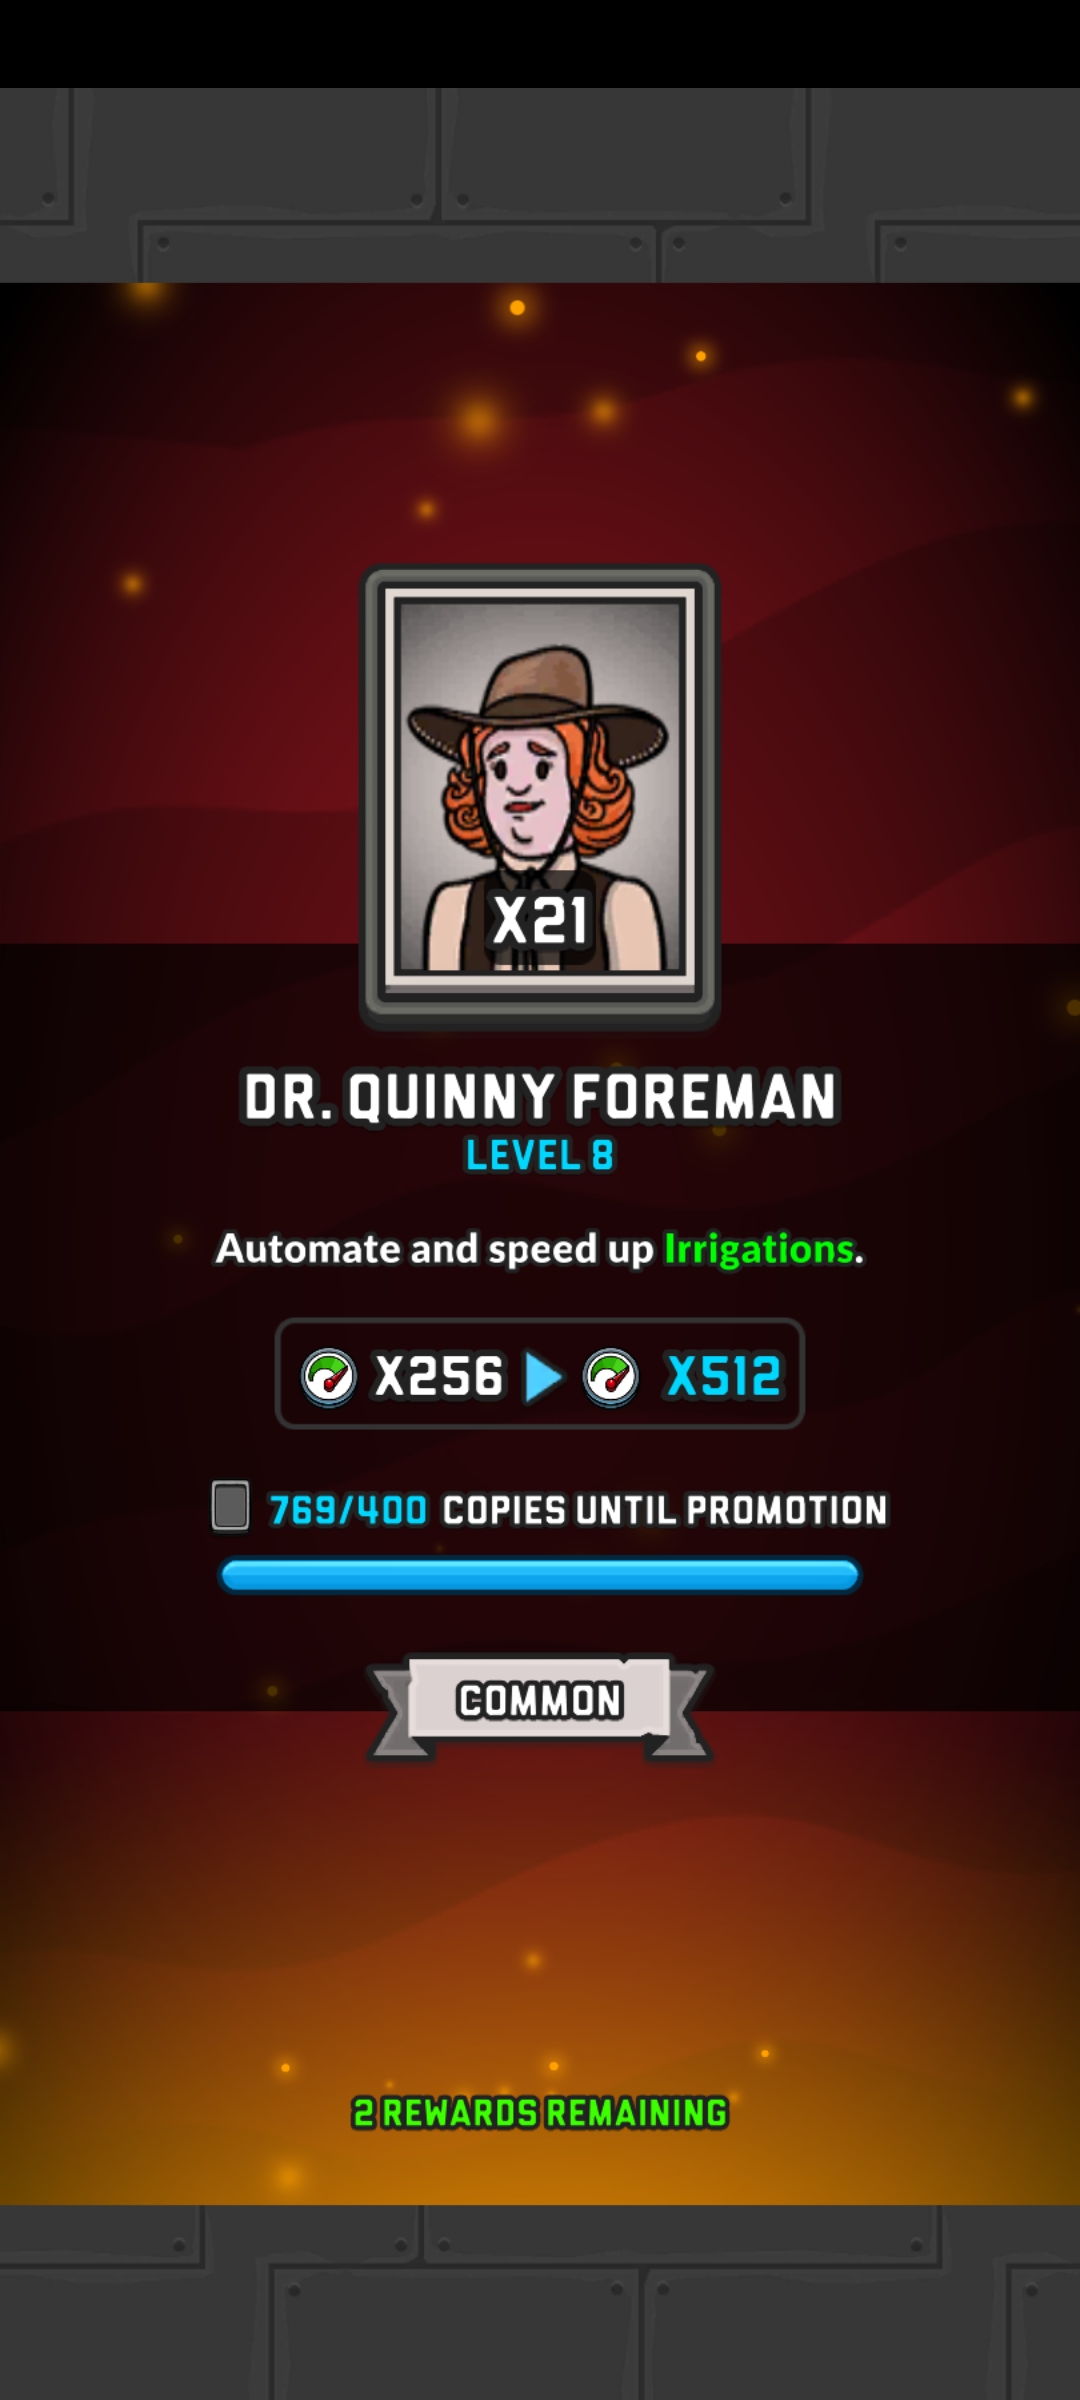 X21
DR. QUINNY FOREMAN
LEVEL 8
Automate and speed up Irrigations.
X256 X512
769/400 COPIES UNTIL PROMOTION
COMMON
2 REWARDS REMAINING